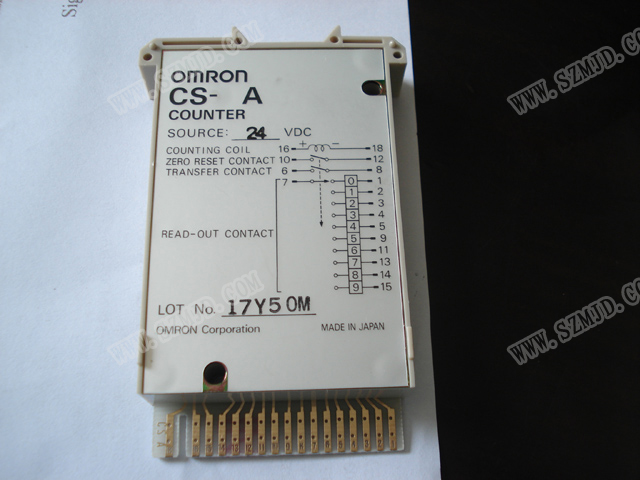 Sig
OMRON
CS- A
COUNTER
SOURCE: 24 VDC
COUNTING COIL 16 + - 18
ZERO RESET CONTACT 10 12
TRANSFER CONTACT 6 8
7 0 1
1 2
2 3
3 4
READ-OUT CONTACT 4 5
5 9
6 11
7 13
8 14
9 15
LOT No. 17Y50M
OMRON Corporation MADE IN JAPAN
CS A
WWW.SZMJD.COM
WWW.SZMJD.COM
WWW.SZMJD.COM
WWW.SZMJD.COM